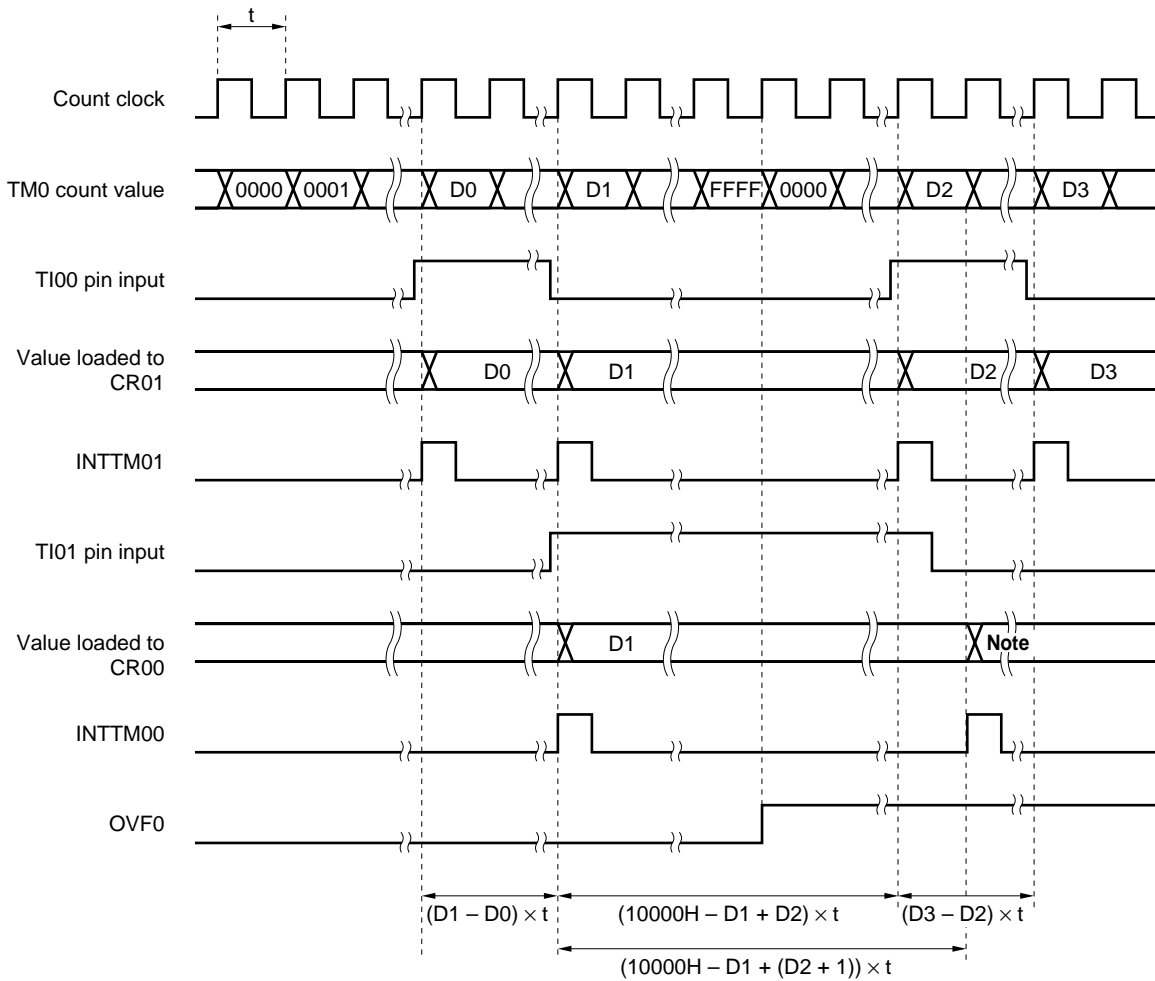 t
Count clock
TM0 count value
0000 0001 D0 D1 FFFF 0000 D2 D3
TI00 pin input
Value loaded to
CR01
D0 D1 D2 D3
INTTM01
TI01 pin input
Value loaded to
CR00
D1 Note
INTTM00
OVF0
(D1 – D0) × t (10000H – D1 + D2) × t (D3 – D2) × t
(10000H – D1 + (D2 + 1)) × t